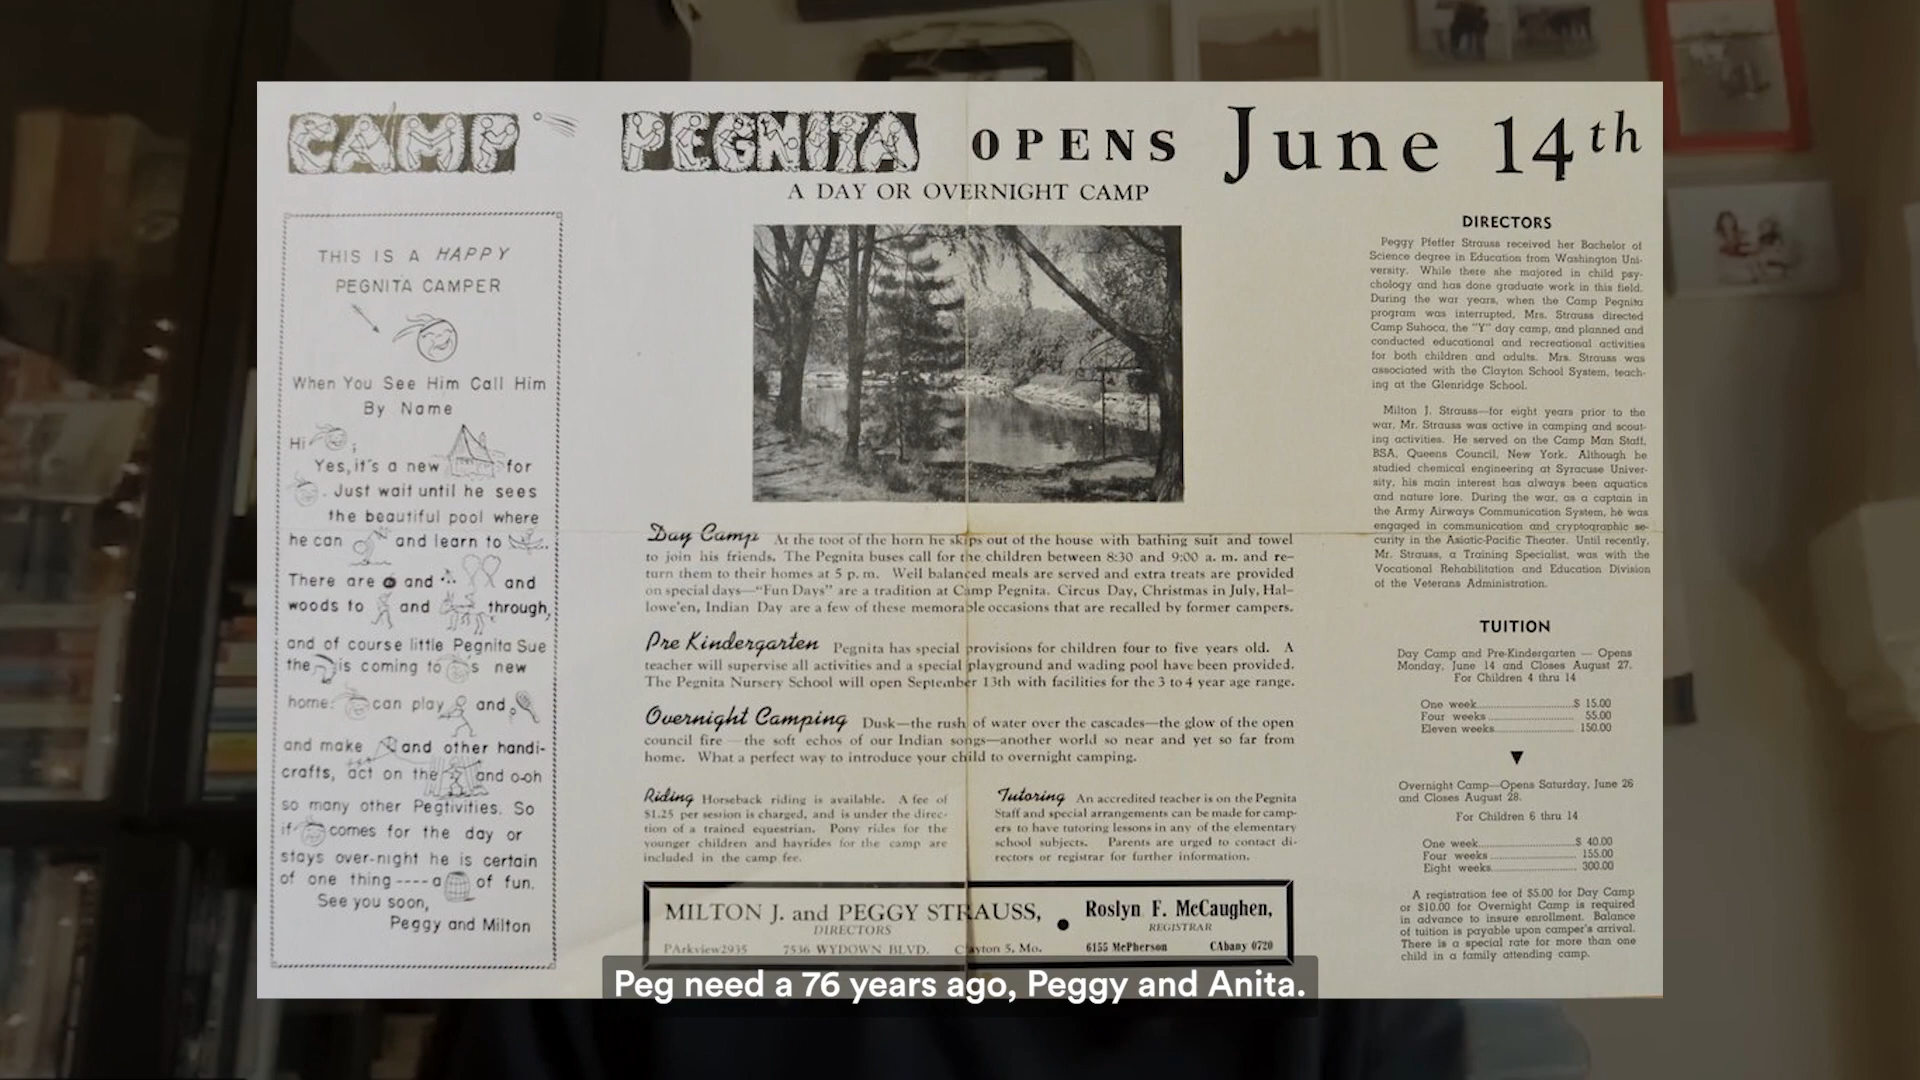 CAMP PEGNITA OPENS June 14th
A DAY OR OVERNIGHT CAMP
THIS IS A HAPPY
PEGNITA CAMPER
When You See Him Call Him
By Name
Hi ;
Yes, it's a new for
. Just wait until he sees
the beautiful pool where
he can and learn to
There are and and
woods to and through,
and of course little Pegnita Sue
the is coming to 's new
home. can play and
and make and other handi-
crafts, act on the and o-oh
so many other Pegtivities. So
if comes for the day or
stays over-night he is certain
of one thing ---- a of fun.
See you soon,
Peggy and Milton
Day Camp At the toot of the horn he skips out of the house with bathing suit and towel
to join his friends. The Pegnita buses call for the children between 8:30 and 9:00 a. m. and re-
turn them to their homes at 5 p. m. Well balanced meals are served and extra treats are provided
on special days—"Fun Days" are a tradition at Camp Pegnita. Circus Day, Christmas in July, Hal-
lowe'en, Indian Day are a few of these memorable occasions that are recalled by former campers.
Pre Kindergarten Pegnita has special provisions for children four to five years old. A
teacher will supervise all activities and a special playground and wading pool have been provided.
The Pegnita Nursery School will open September 13th with facilities for the 3 to 4 year age range.
Overnight Camping Dusk—the rush of water over the cascades—the glow of the open
council fire—the soft echos of our Indian songs—another world so near and yet so far from
home. What a perfect way to introduce your child to overnight camping.
Riding Horseback riding is available. A fee of
$1.25 per session is charged, and is under the direc-
tion of a trained equestrian. Pony rides for the
younger children and hayrides for the camp are
included in the camp fee.
Tutoring An accredited teacher is on the Pegnita
Staff and special arrangements can be made for camp-
ers to have tutoring lessons in any of the elementary
school subjects. Parents are urged to contact di-
rectors or registrar for further information.
MILTON J. and PEGGY STRAUSS,
DIRECTORS
PArkview2935 7536 WYDOWN BLVD. Clayton 5, Mo.
Roslyn F. McCaughen,
REGISTRAR
6155 McPherson CAbany 0720
DIRECTORS
Peggy Pfeffer Strauss received her Bachelor of
Science degree in Education from Washington Uni-
versity. While there she majored in child psy-
chology and has done graduate work in this field.
During the war years, when the Camp Pegnita
program was interrupted, Mrs. Strauss directed
Camp Suhoca, the "Y" day camp, and planned and
conducted educational and recreational activities
for both children and adults. Mrs. Strauss was
associated with the Clayton School System, teach-
ing at the Glenridge School.
Milton J. Strauss—for eight years prior to the
war, Mr. Strauss was active in camping and scout-
ing activities. He served on the Camp Man Staff,
BSA, Queens Council, New York. Although he
studied chemical engineering at Syracuse Univer-
sity, his main interest has always been aquatics
and nature lore. During the war, as a captain in
the Army Airways Communication System, he was
engaged in communication and cryptographic se-
curity in the Asiatic-Pacific Theater. Until recently,
Mr. Strauss, a Training Specialist, was with the
Vocational Rehabilitation and Education Division
of the Veterans Administration.
TUITION
Day Camp and Pre-Kindergarten — Opens
Monday, June 14 and Closes August 27.
For Children 4 thru 14
One week $ 15.00
Four weeks 55.00
Eleven weeks 150.00
Overnight Camp—Opens Saturday, June 26
and Closes August 28.
For Children 6 thru 14
One week $ 40.00
Four weeks 155.00
Eight weeks 300.00
A registration fee of $5.00 for Day Camp
or $10.00 for Overnight Camp is required
in advance to insure enrollment. Balance
of tuition is payable upon camper's arrival.
There is a special rate for more than one
child in a family attending camp.
Peg need a 76 years ago, Peggy and Anita.